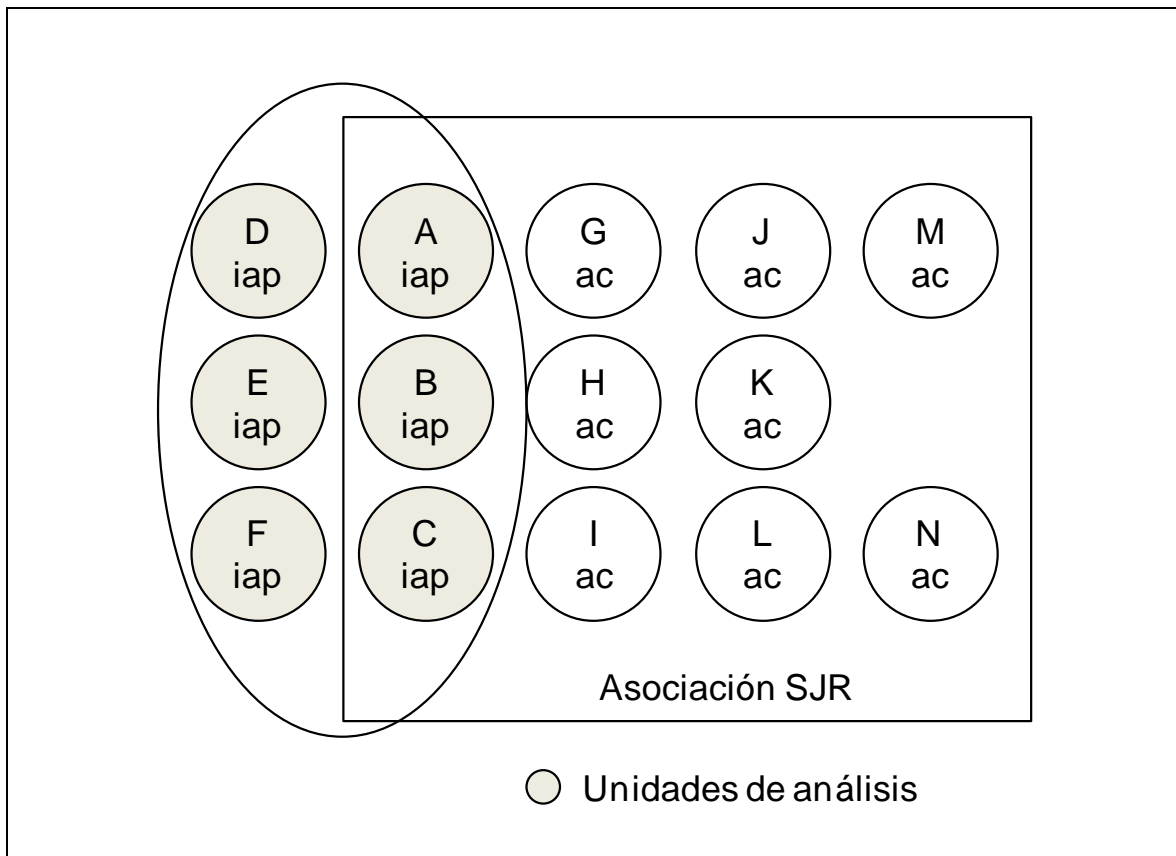 D
iap
A
iap
G
ac
J
ac
M
ac
E
iap
B
iap
H
ac
K
ac
F
iap
C
iap
I
ac
L
ac
N
ac
Asociación SJR
Unidades de análisis